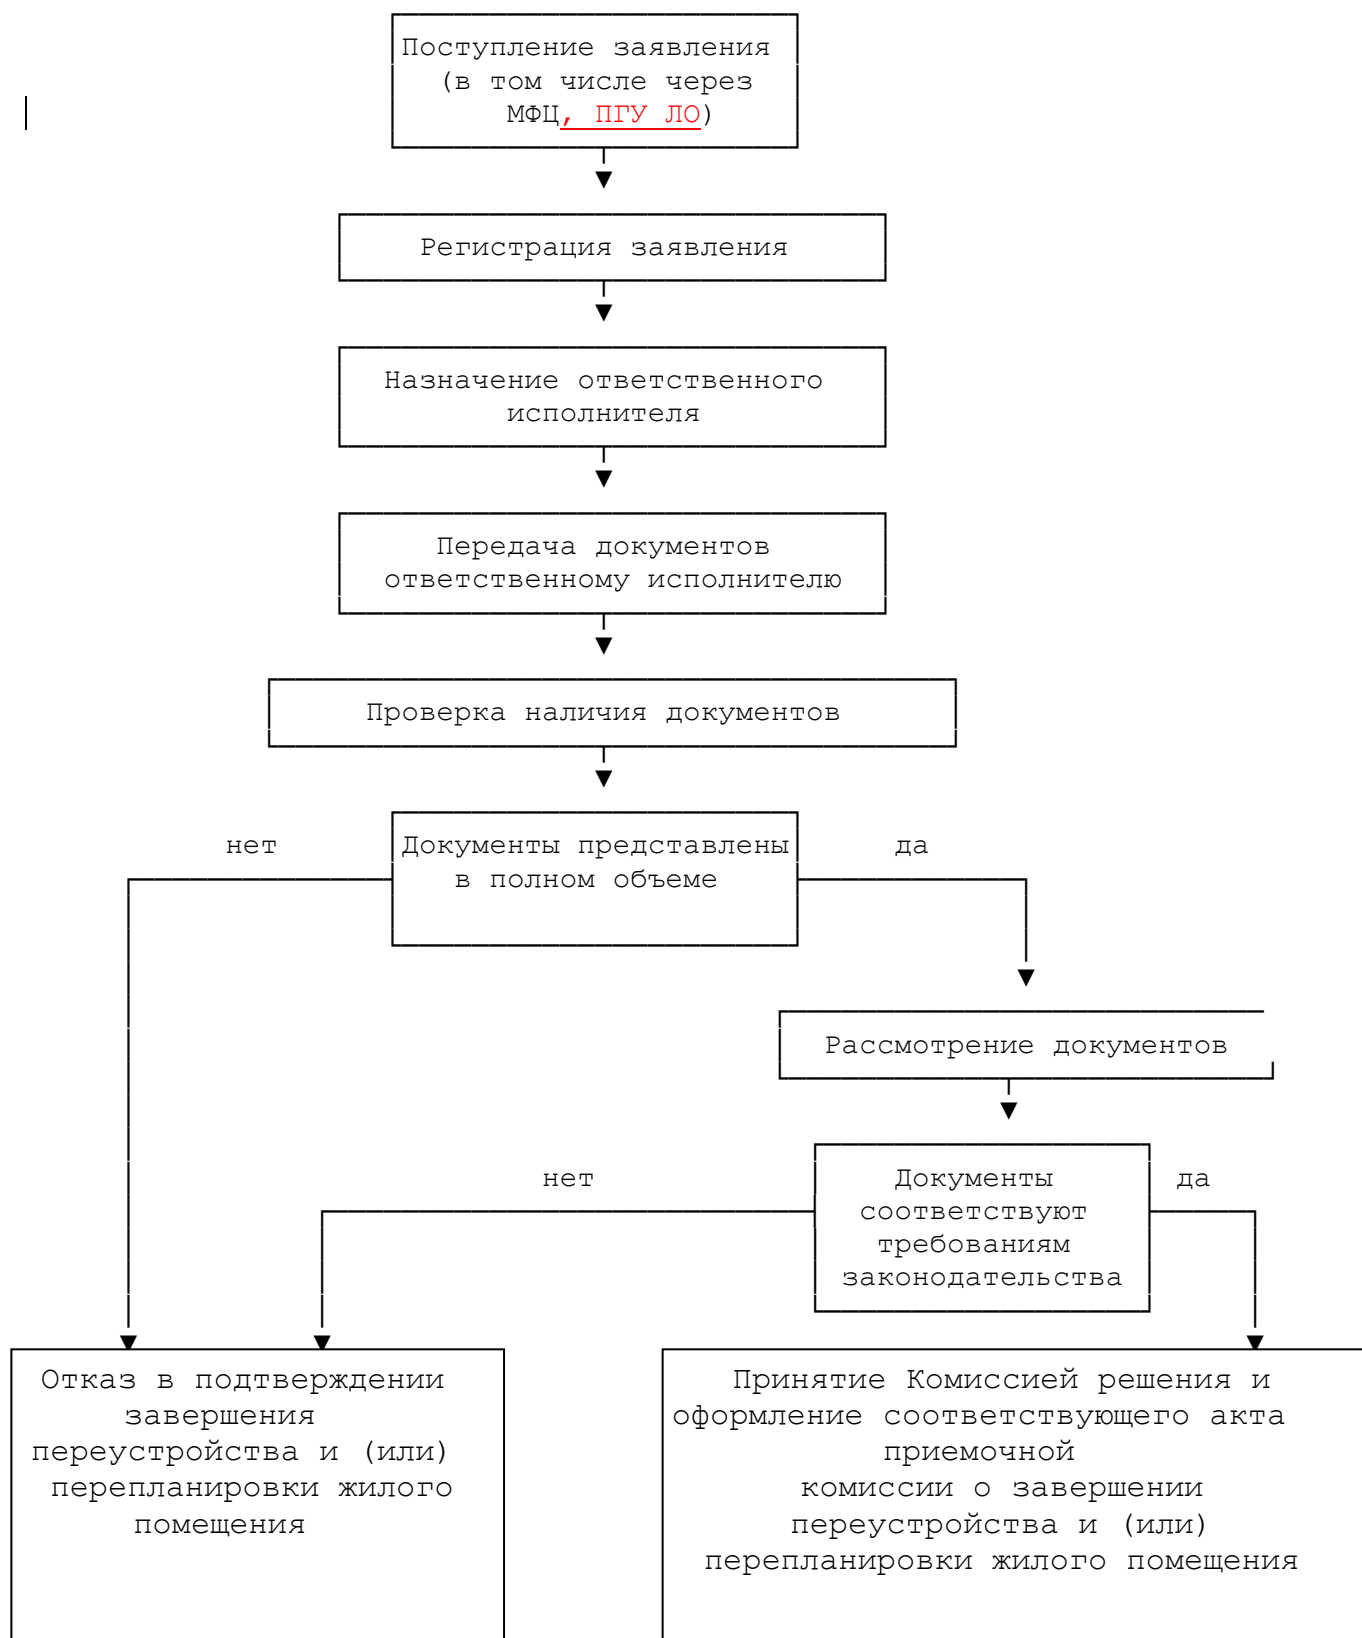 Поступление заявления
(в том числе через
МФЦ, ПГУ ЛО)
Регистрация заявления
Назначение ответственного
исполнителя
Передача документов
ответственному исполнителю
Проверка наличия документов
нет
Документы представлены
в полном объеме
да
Рассмотрение документов
нет
Документы
соответствуют
требованиям
законодательства
да
Отказ в подтверждении
завершения
переустройства и (или)
перепланировки жилого
помещения
Принятие Комиссией решения и
оформление соответствующего акта
приемочной
комиссии о завершении
переустройства и (или)
перепланировки жилого помещения